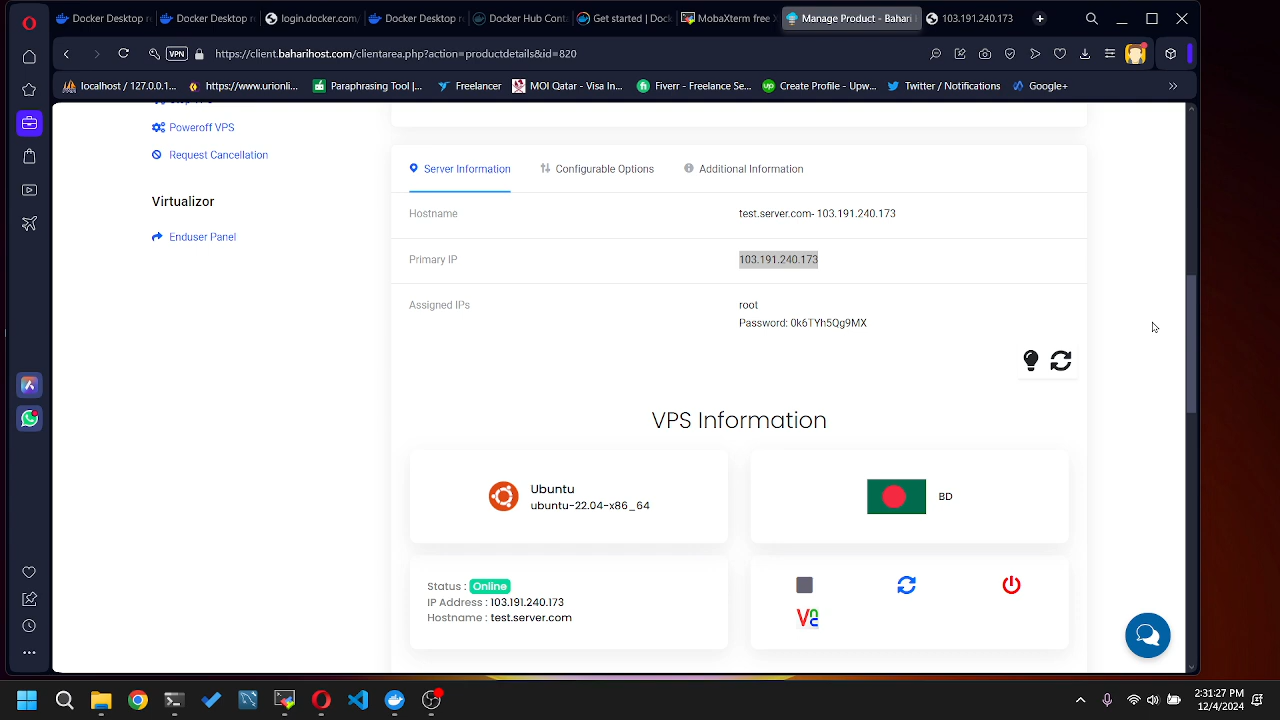 Docker Desktop r
Docker Desktop
login.docker.com/
Docker Desktop r
Docker Hub Cont
Get started | Doc
MobaXterm free
Manage Product - Bahari
103.191.240.173
VPN
https://client.baharihost.com/clientarea.php?action=productdetails&id=820
localhost / 127.0.0.1...
https://www.urionli...
Paraphrasing Tool |...
Freelancer
MOI Qatar - Visa In...
Fiverr - Freelance Se...
Create Profile - Upw...
Twitter / Notifications
Google+
Poweroff VPS
Request Cancellation
Virtualizor
Enduser Panel
Server Information
Configurable Options
Additional Information
Hostname
test.server.com- 103.191.240.173
Primary IP
103.191.240.173
Assigned IPs
root
Password: 0k6TYh5Qg9MX
VPS Information
Ubuntu
ubuntu-22.04-x86_64
BD
Status : Online
IP Address : 103.191.240.173
Hostname : test.server.com
Vnc
2:31:27 PM
12/4/2024